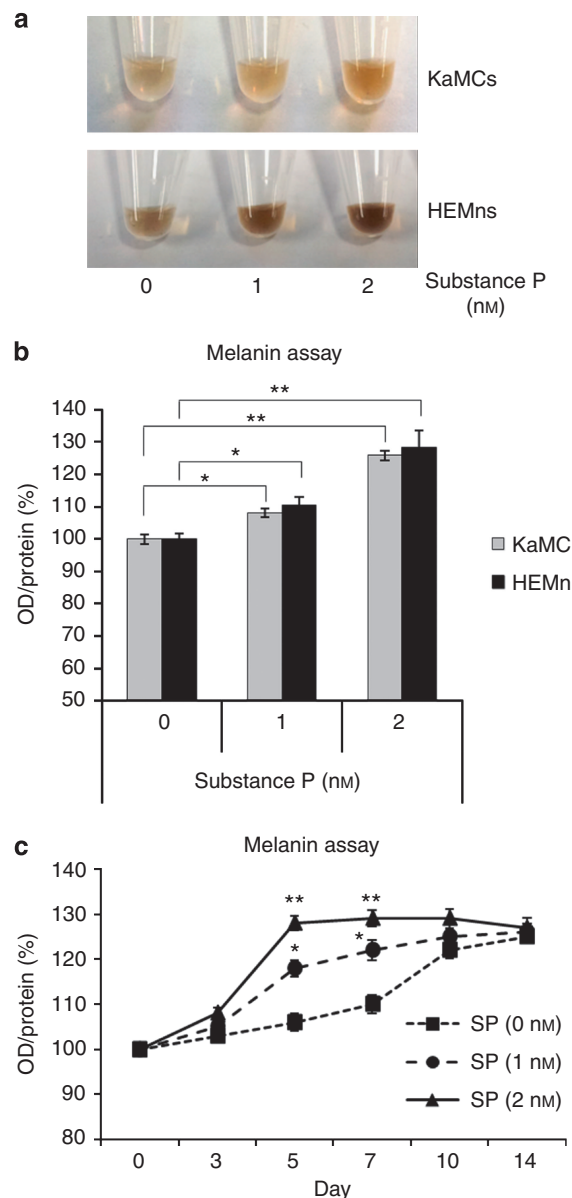 a
KaMCs
HEMns
0 1 2 Substance P
(nM)
b
Melanin assay
OD/protein (%)
140
130
120
110
100
90
80
70
60
50
**
**
*
*
KaMC
HEMn
0 1 2
Substance P (nM)
c
Melanin assay
OD/protein (%)
140
130
120
110
100
90
80
** **
* *
SP (0 nM)
SP (1 nM)
SP (2 nM)
0 3 5 7 10 14
Day